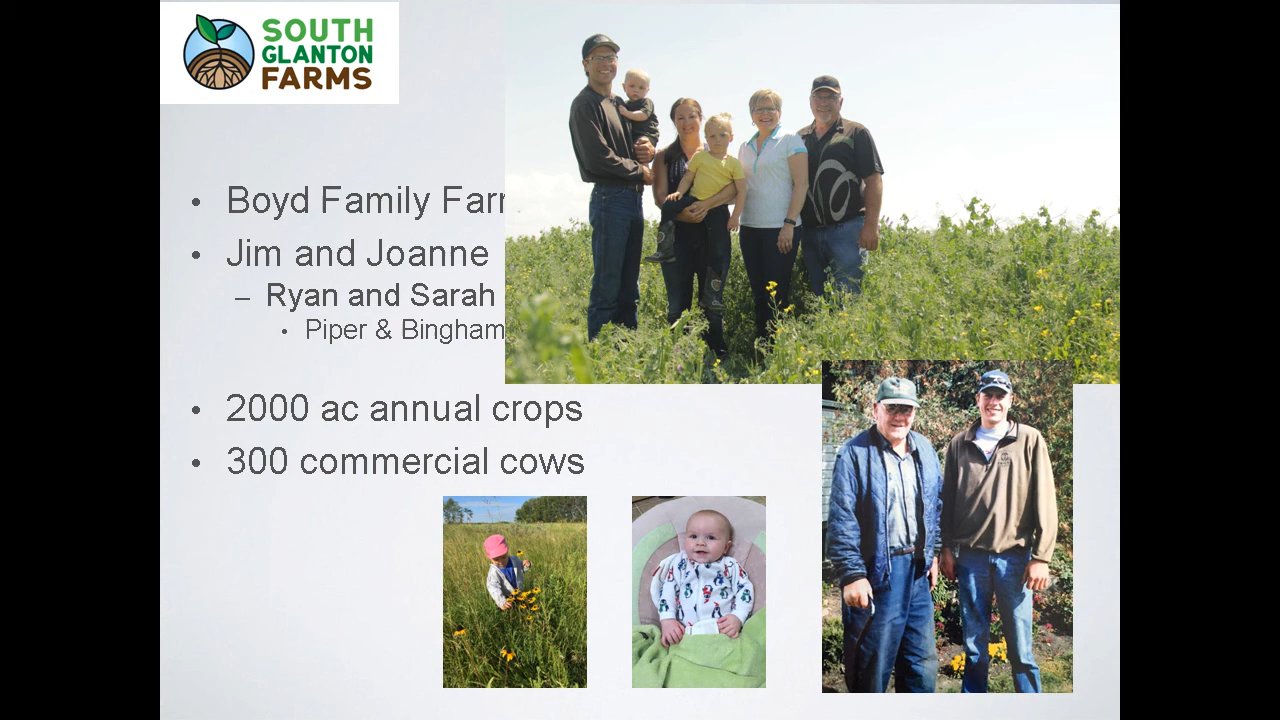 SOUTH
GLANTON
FARMS
• Boyd Family Farm
• Jim and Joanne
– Ryan and Sarah
• Piper & Bingham
• 2000 ac annual crops
• 300 commercial cows